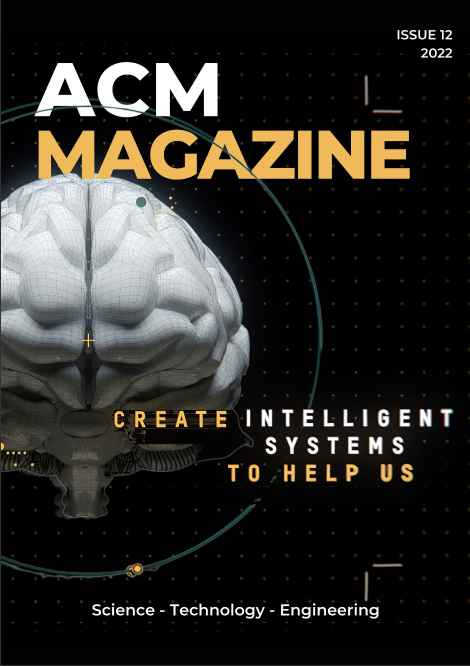 ISSUE 12
2022
ACM
MAGAZINE
CREATE INTELLIGENT
SYSTEMS
TO HELP US
Science - Technology - Engineering